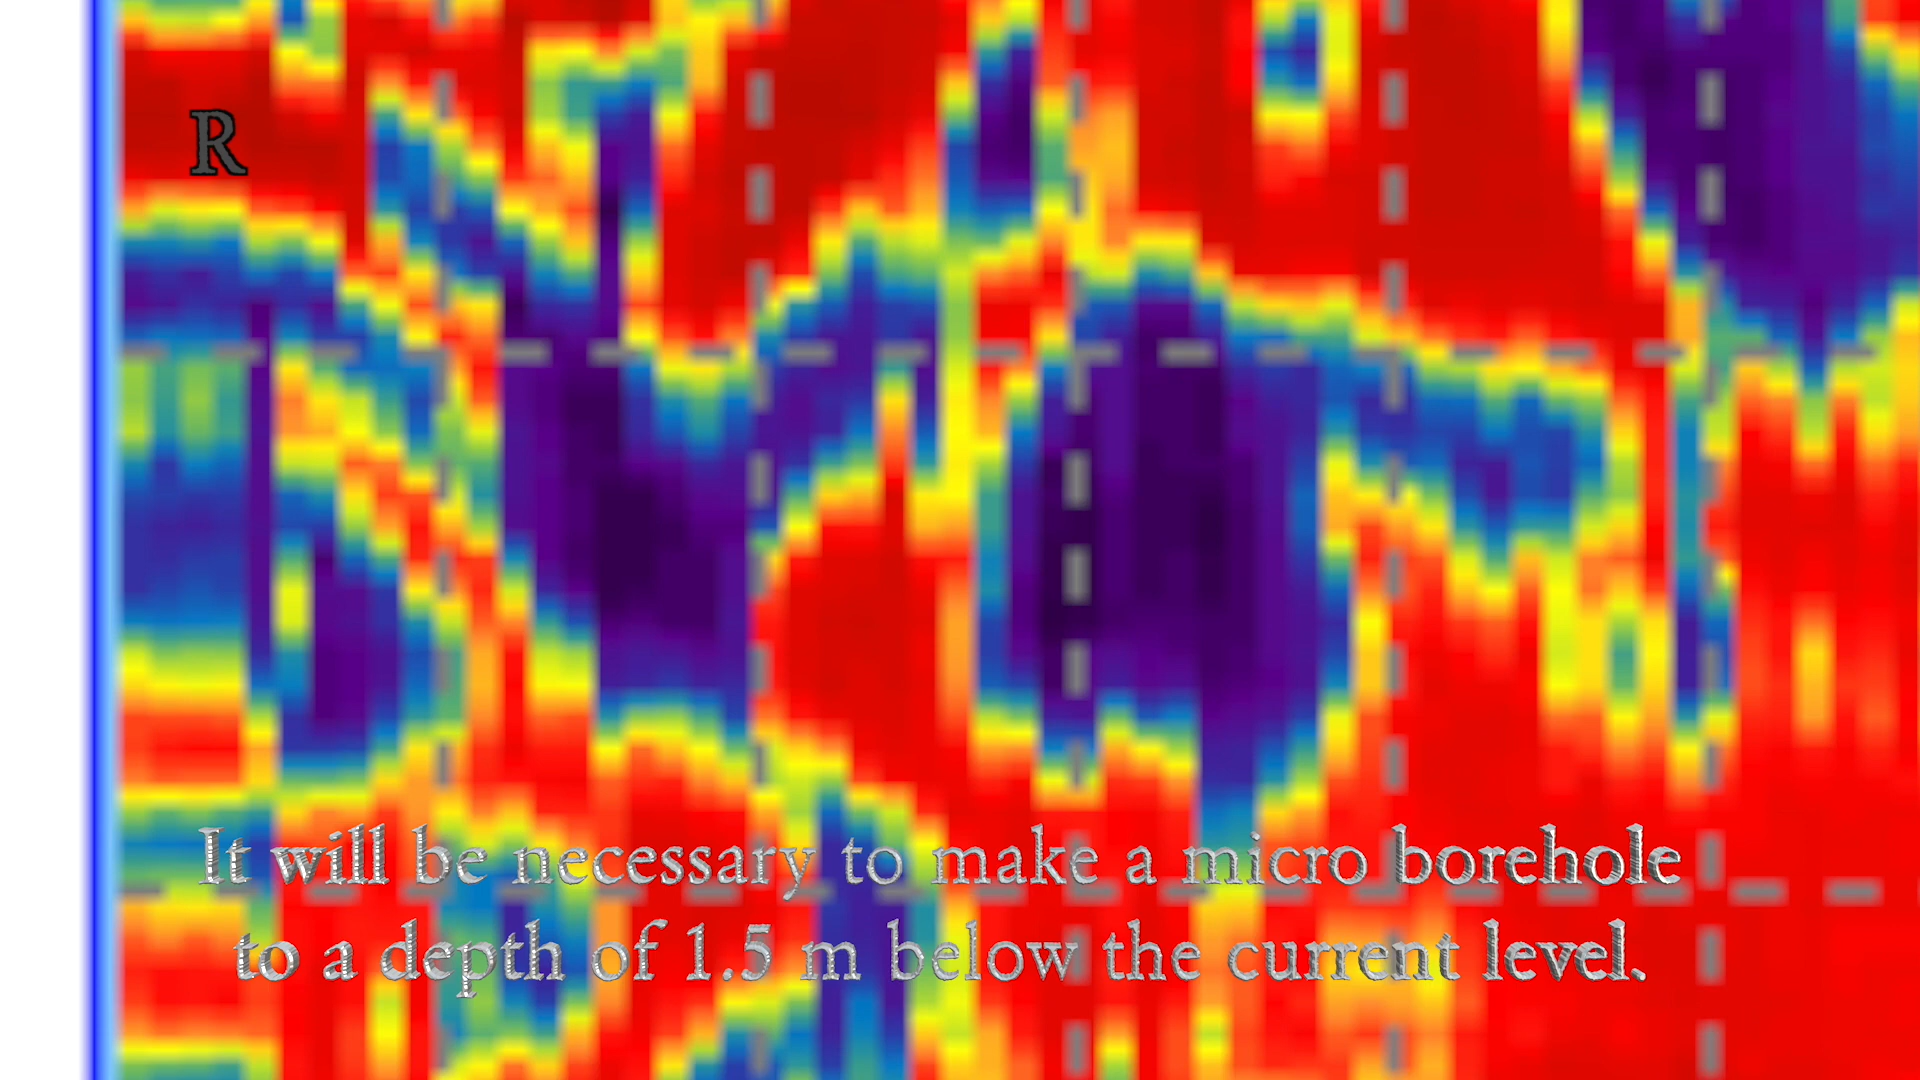 R
It will be necessary to make a micro borehole
to a depth of 1.5 m below the current level.